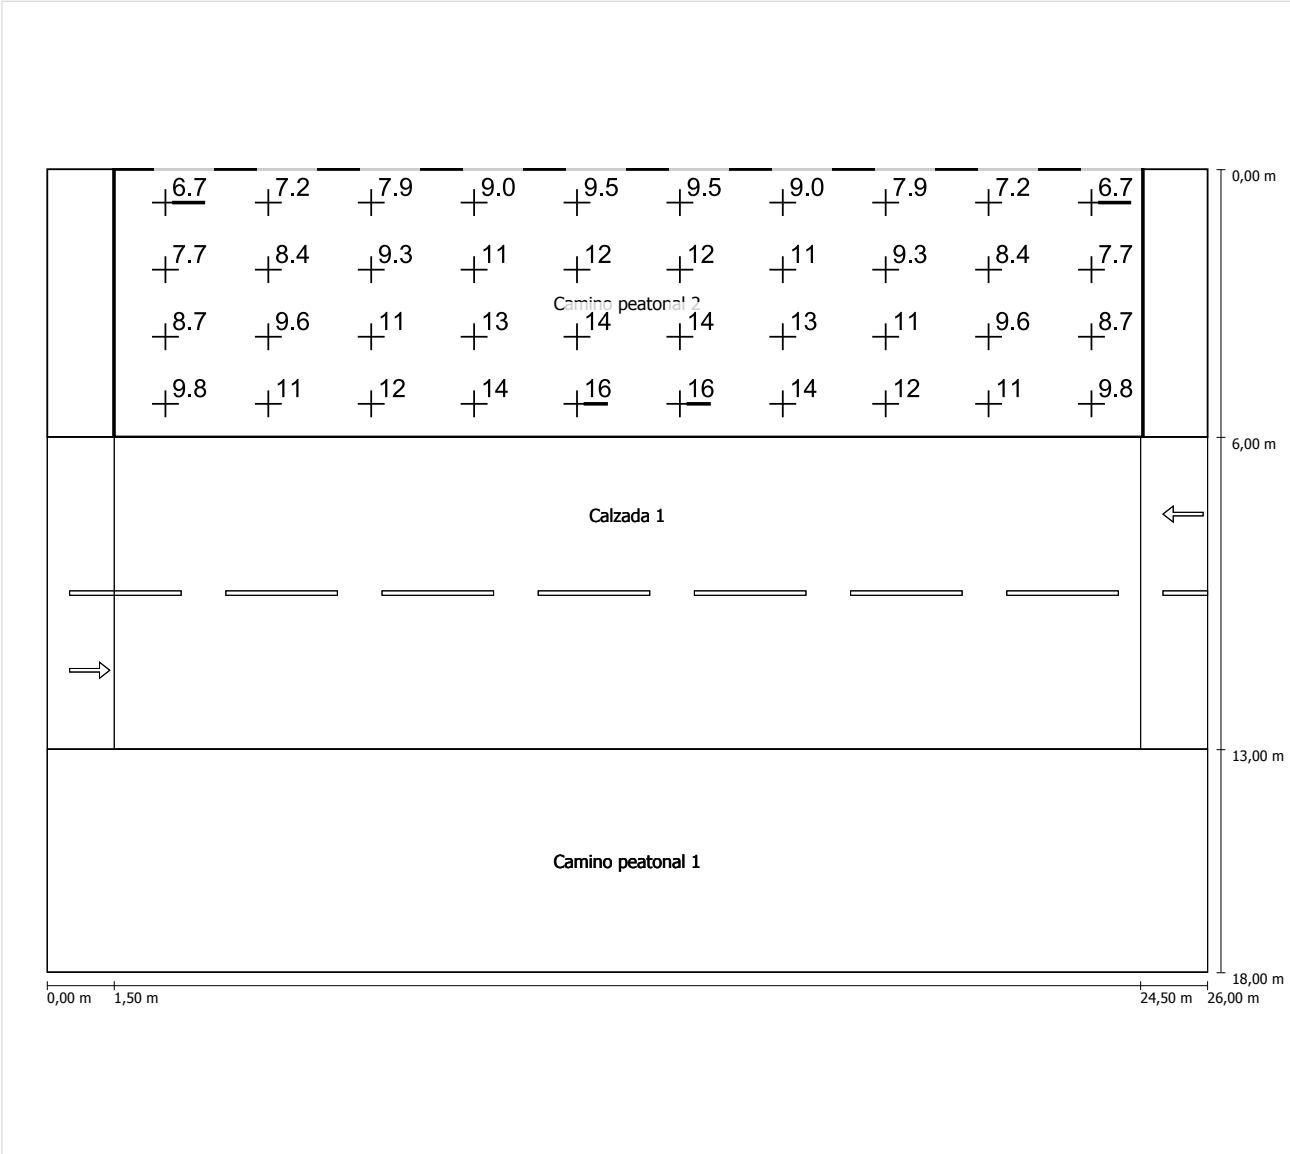 6.7 7.2 7.9 9.0 9.5 9.5 9.0 7.9 7.2 6.7
0,00 m
7.7 8.4 9.3 11 12 12 11 9.3 8.4 7.7
Camino peatonal 2
8.7 9.6 11 13 14 14 13 11 9.6 8.7
9.8 11 12 14 16 16 14 12 11 9.8
6,00 m
Calzada 1
13,00 m
Camino peatonal 1
18,00 m
0,00 m 1,50 m 24,50 m 26,00 m